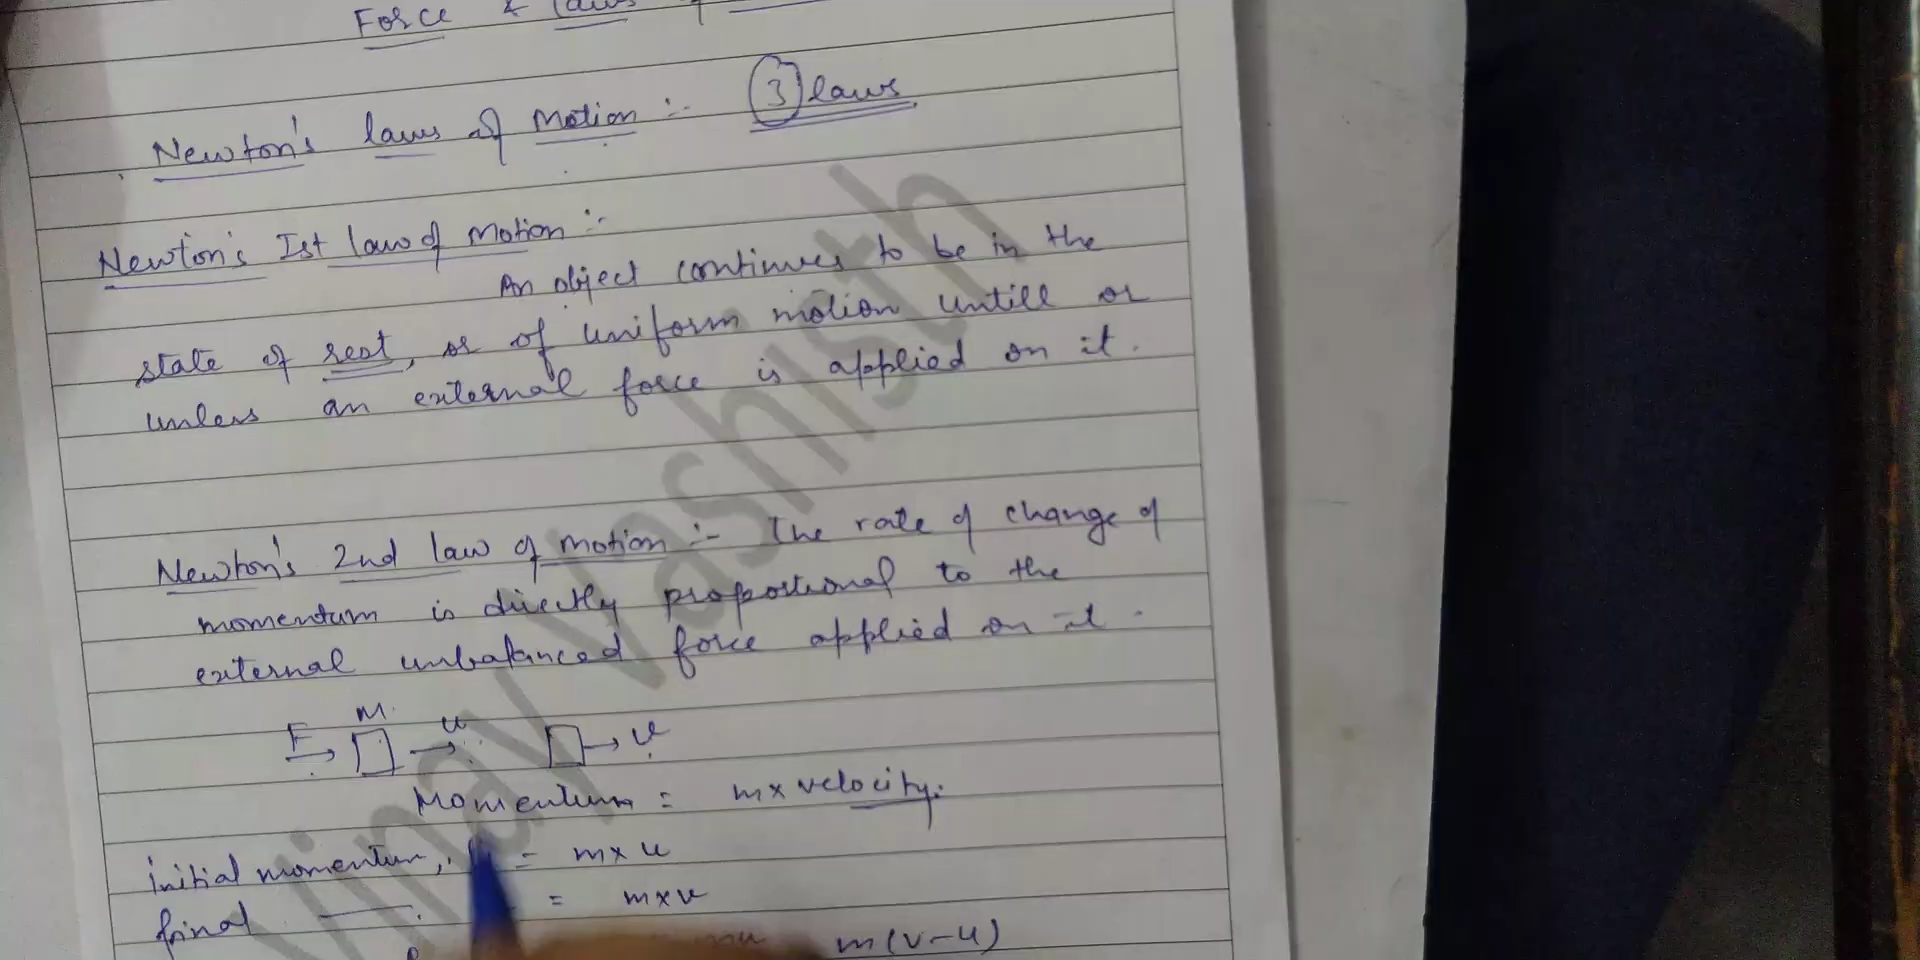 Force & laws
Newton's laws of Motion :- 3 laws
Newton's Ist law of Motion :-
An object continues to be in the
state of rest, or of uniform motion untill or
unless an external force is applied on it.
Newton's 2nd law of motion :- The rate of change of
momentum is directly proportional to the
external unbalanced force applied on it.
F M. u v
Momentum = m x velocity.
initial momentum, = m x u
final = m x v
m(v-u)
Vinay Vashisth